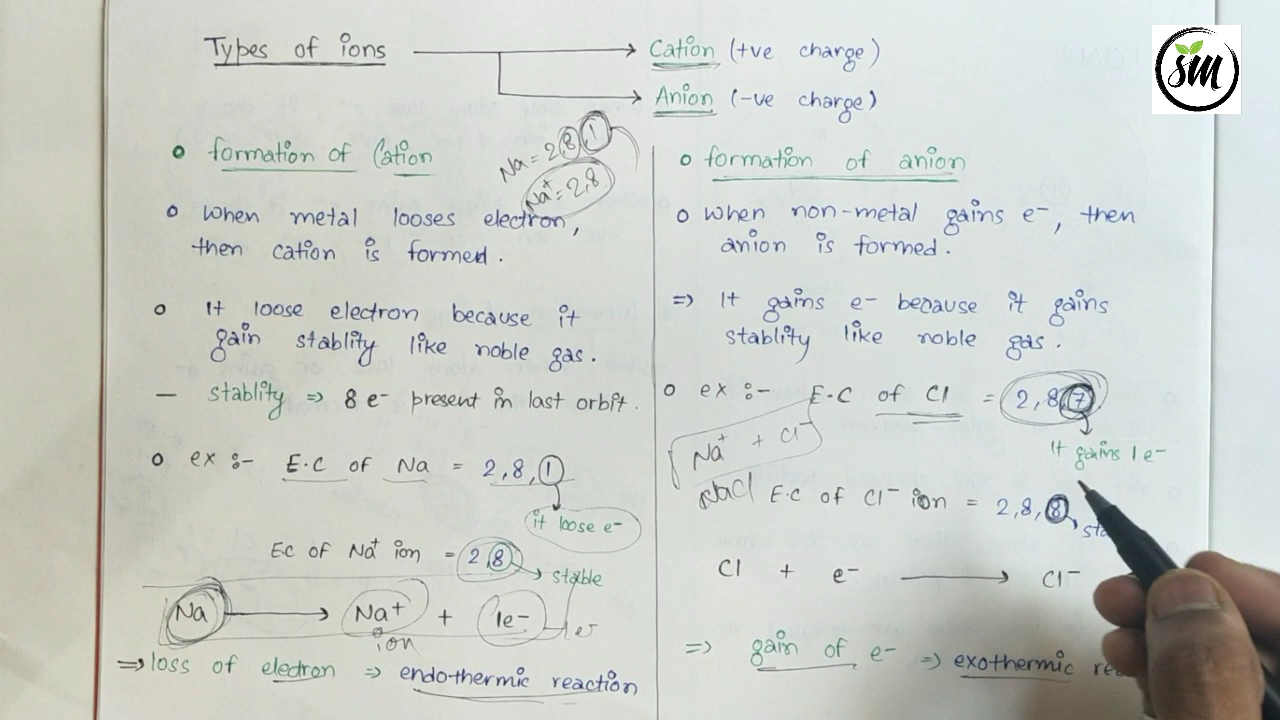 Types of ions
Cation (+ve charge)
Anion (-ve charge)
sm
o formation of Cation
Na = 2,8,1
Na+ = 2,8
o When metal looses electron,
then cation is formed.
o It loose electron because it
gain stablity like noble gas.
— stablity => 8 e- present in last orbit.
o ex :- E.C of Na = 2,8,1
it loose e-
Ec of Na+ ion = 2,8
stable
Na → Na+ + 1e-
ion
1e-
=> loss of electron => endothermic reaction
o formation of anion
o When non-metal gains e-, then
anion is formed.
=> It gains e- because it gains
stablity like noble gas.
o ex :- E.C of Cl = 2,8,7
It gains 1e-
Na+ + Cl-
NaCl
E.C of Cl- ion = 2,8,8
Cl + e- → Cl-
=> gain of e- => exothermic